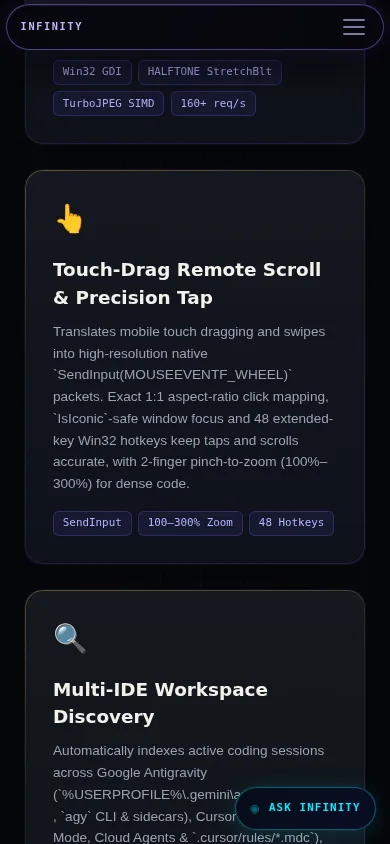 INFINITY
Win32 GDI
HALFTONE StretchBlt
TurboJPEG SIMD
160+ req/s
Touch-Drag Remote Scroll
& Precision Tap
Translates mobile touch dragging and swipes
into high-resolution native
`SendInput(MOUSEEVENTF_WHEEL)`
packets. Exact 1:1 aspect-ratio click mapping,
`IsIconic`-safe window focus and 48 extended-
key Win32 hotkeys keep taps and scrolls
accurate, with 2-finger pinch-to-zoom (100%–
300%) for dense code.
SendInput
100–300% Zoom
48 Hotkeys
Multi-IDE Workspace
Discovery
Automatically indexes active coding sessions
across Google Antigravity
(`%USERPROFILE%\.gemini\
, `agy` CLI & sidecars), Cursor
Mode, Cloud Agents & `.cursor/rules/*.mdc`),
ASK INFINITY